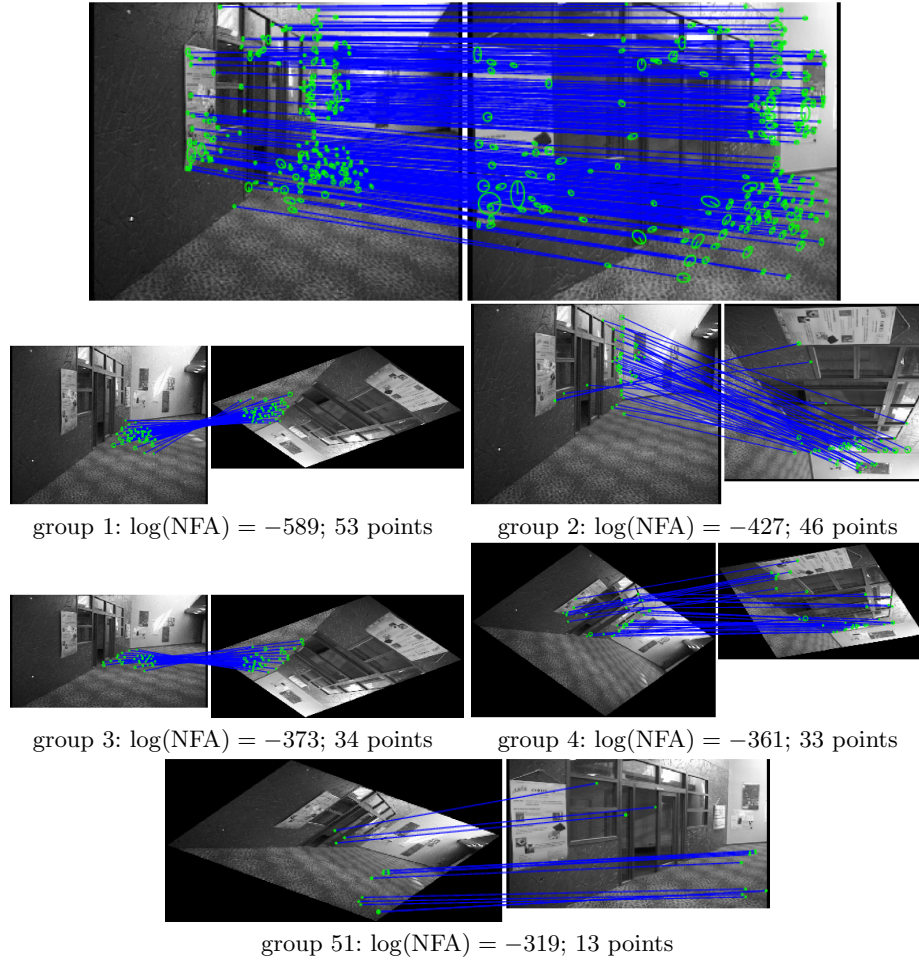 group 1: log(NFA) = −589; 53 points
group 2: log(NFA) = −427; 46 points
group 3: log(NFA) = −373; 34 points
group 4: log(NFA) = −361; 33 points
group 51: log(NFA) = −319; 13 points